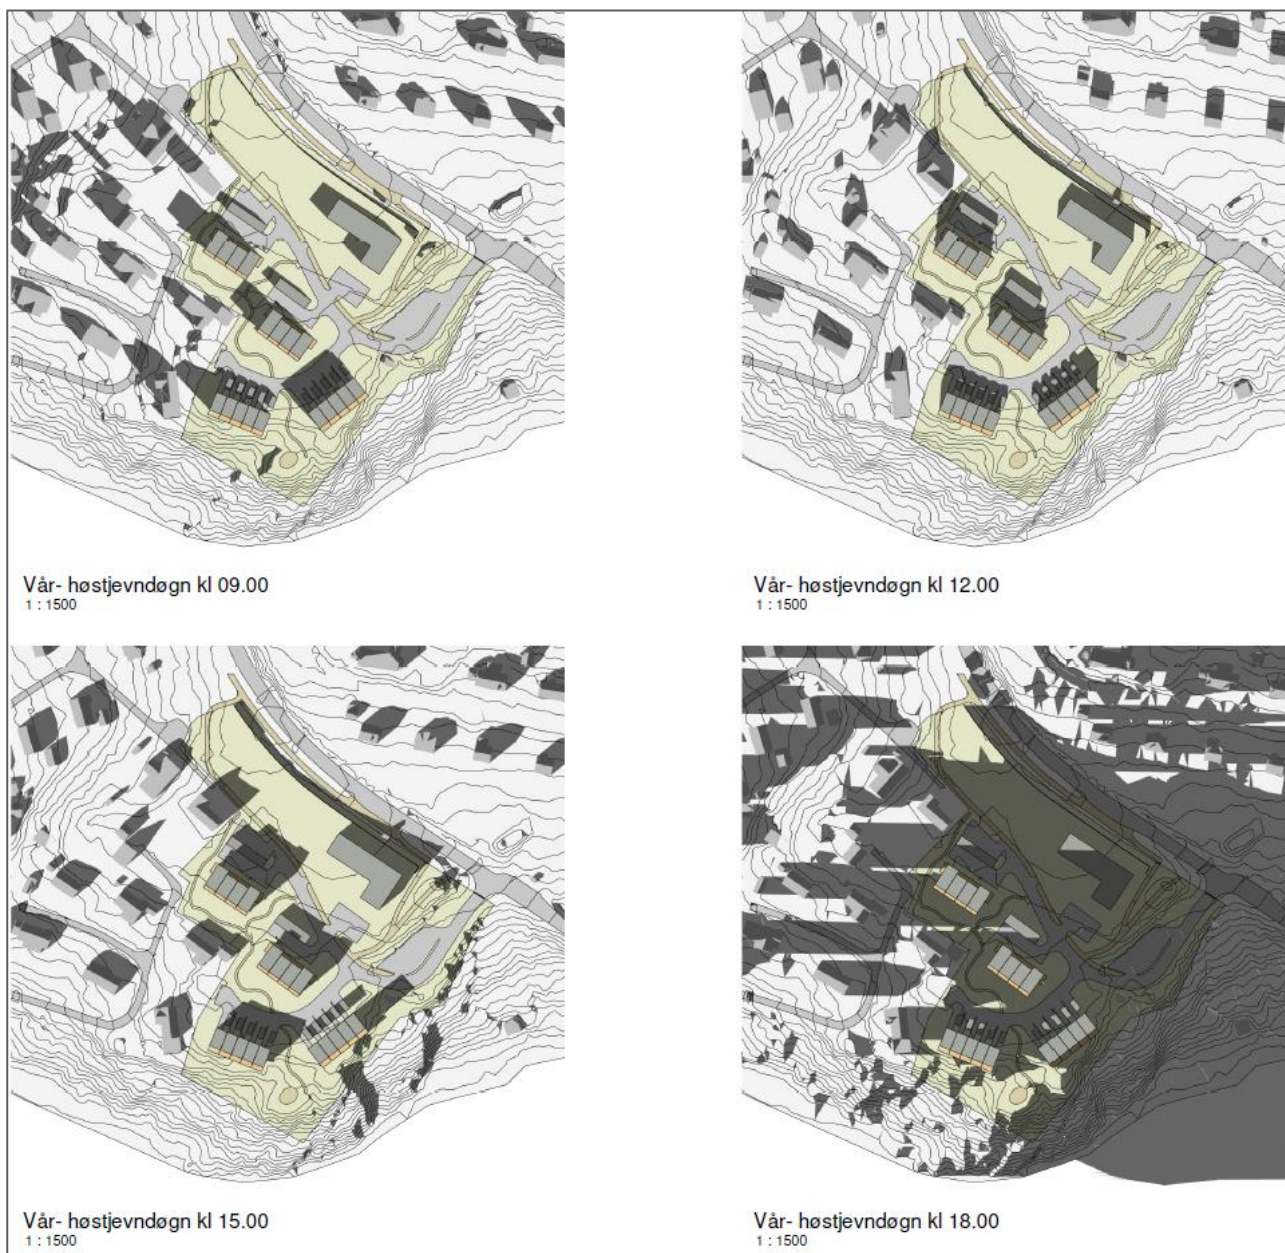 Vår- høstjevndøgn kl 09.00
1 : 1500
Vår- høstjevndøgn kl 12.00
1 : 1500
Vår- høstjevndøgn kl 15.00
1 : 1500
Vår- høstjevndøgn kl 18.00
1 : 1500